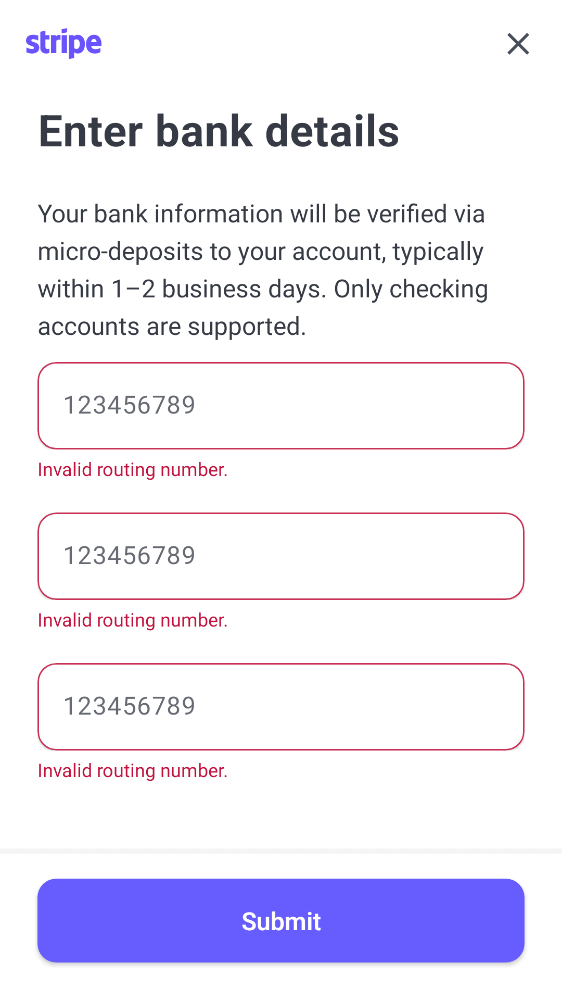 stripe
Enter bank details
Your bank information will be verified via
micro-deposits to your account, typically
within 1–2 business days. Only checking
accounts are supported.
123456789
Invalid routing number.
123456789
Invalid routing number.
123456789
Invalid routing number.
Submit